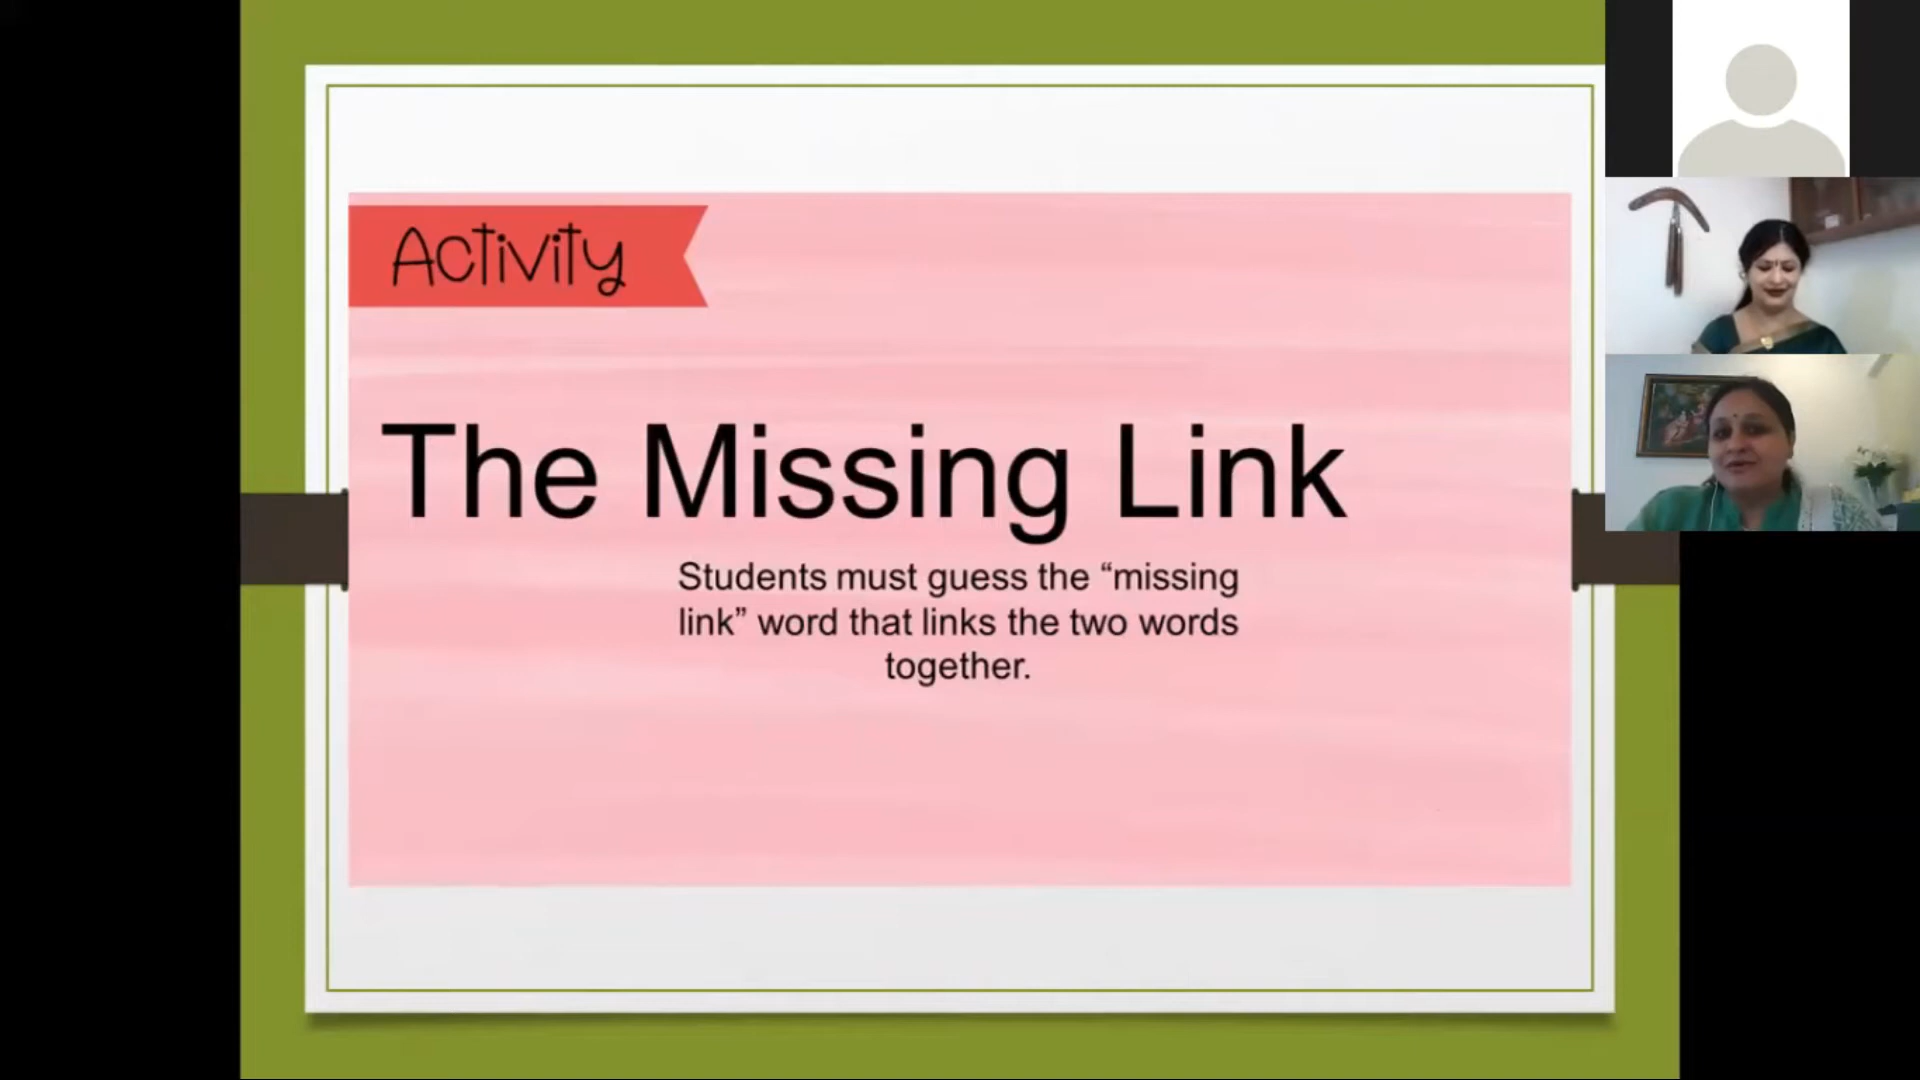 Activity
The Missing Link
Students must guess the “missing
link” word that links the two words
together.